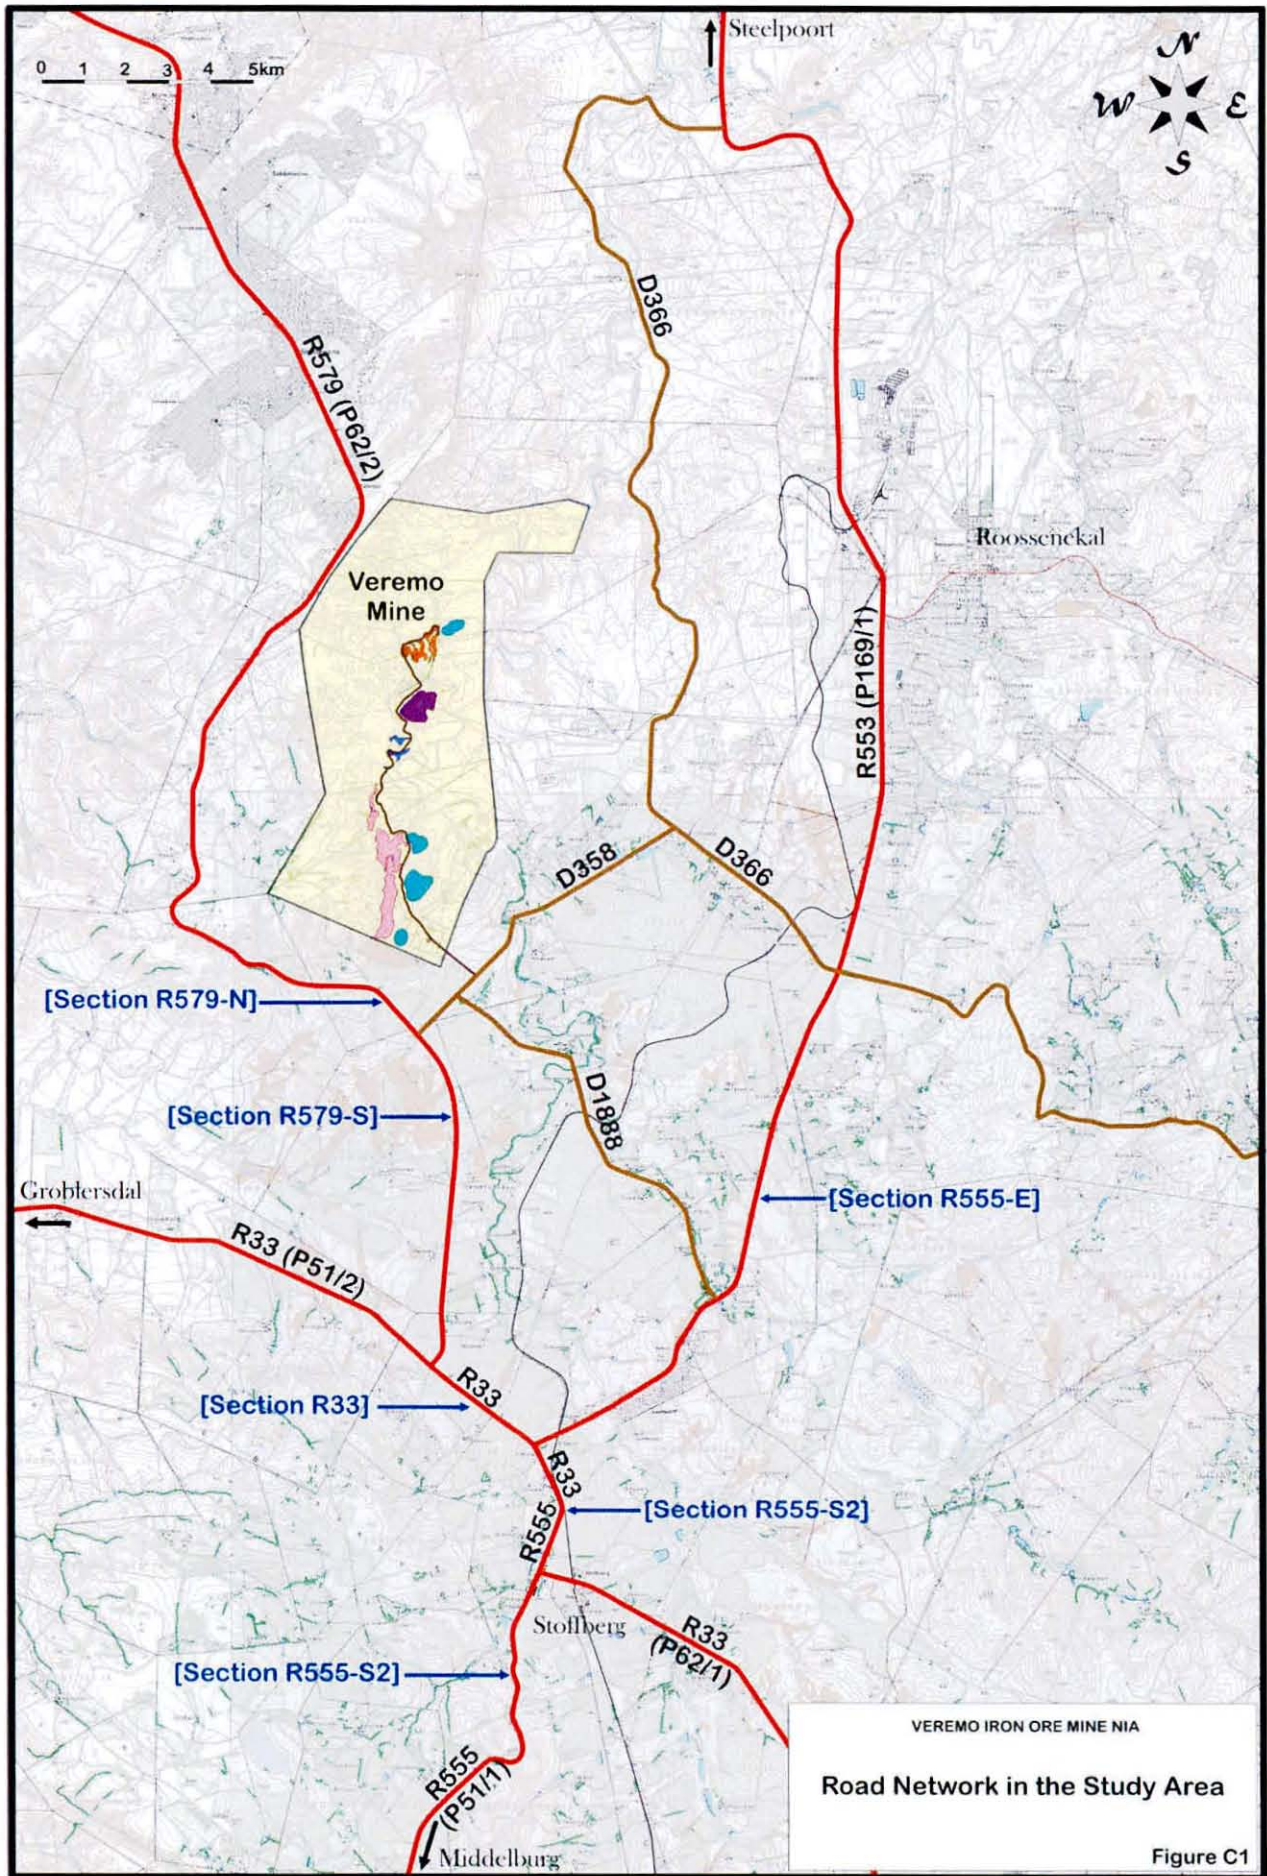 Steelpoort
N
W E
S
0 1 2 3 4 5km
D366
R579 (P62/2)
Roossenekal
Veremo
Mine
R553 (P169/1)
D358
D366
[Section R579-N]
D1888
[Section R579-S]
Groblersdal
[Section R555-E]
R33 (P51/2)
R33
[Section R33]
R33
[Section R555-S2]
R555
Stoffberg
R33
(P62/1)
[Section R555-S2]
R555
(P51/1)
Middelburg
VEREMO IRON ORE MINE NIA
Road Network in the Study Area
Figure C1